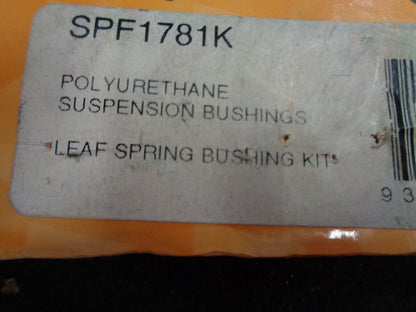 SPF1781K
POLYURETHANE
SUSPENSION BUSHINGS
LEAF SPRING BUSHING KIT
93